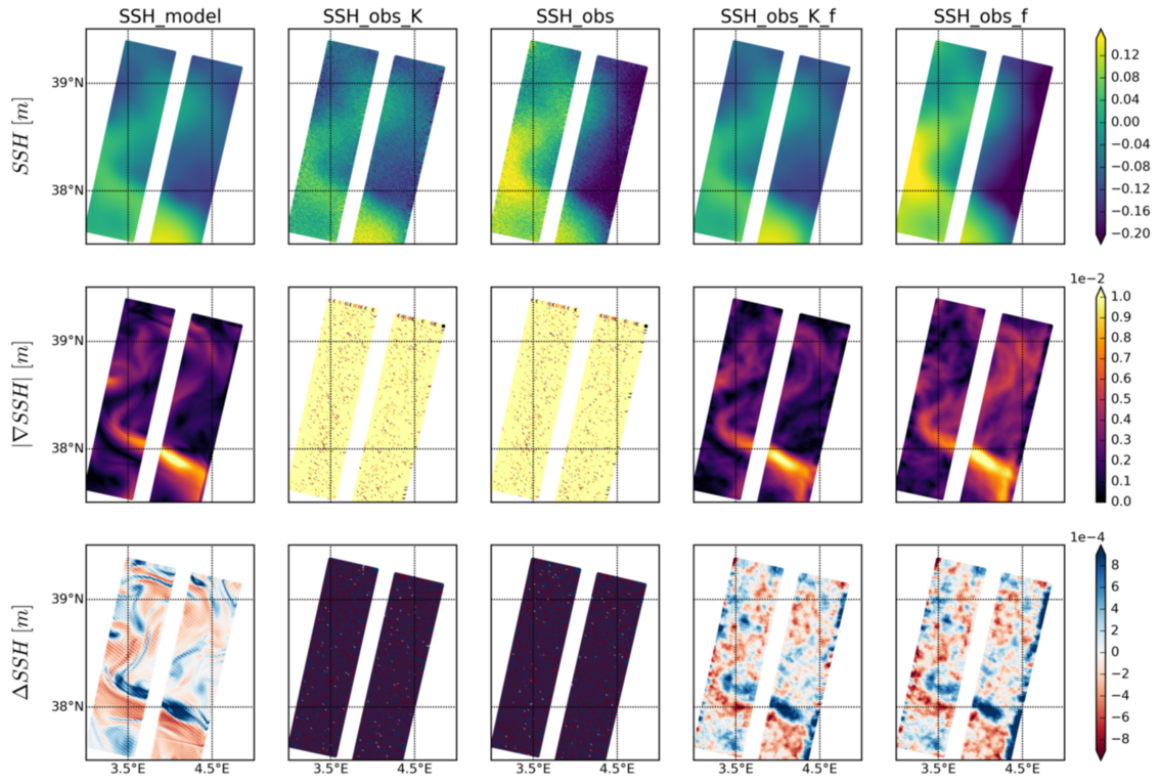 SSH_model SSH_obs_K SSH_obs SSH_obs_K_f SSH_obs_f
SSH [m]
39°N
38°N
0.12
0.08
0.04
0.00
−0.04
−0.08
−0.12
−0.16
−0.20
|∇SSH| [m]
39°N
38°N
1e−2
1.0
0.9
0.8
0.7
0.6
0.5
0.4
0.3
0.2
0.1
0.0
ΔSSH [m]
39°N
38°N
1e−4
8
6
4
2
0
−2
−4
−6
−8
3.5°E 4.5°E 3.5°E 4.5°E 3.5°E 4.5°E 3.5°E 4.5°E 3.5°E 4.5°E